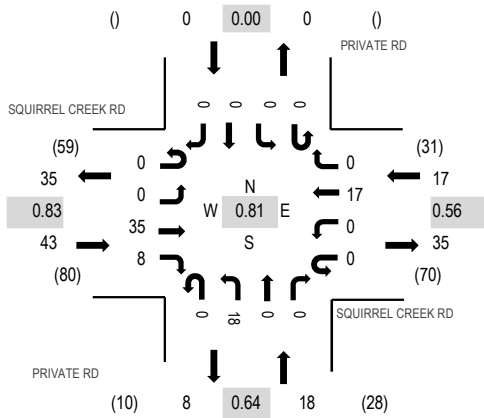 () 0 0.00 0 ()
PRIVATE RD
SQUIRREL CREEK RD
0 0 0 0
(59) 0 0 (31)
35 17
0 N 17
0.83 W 0.81 E 0.56
35 S 0
43 35
8 0
(80) (70)
0 18 0 0
SQUIRREL CREEK RD
PRIVATE RD
(10) 8 0.64 18 (28)